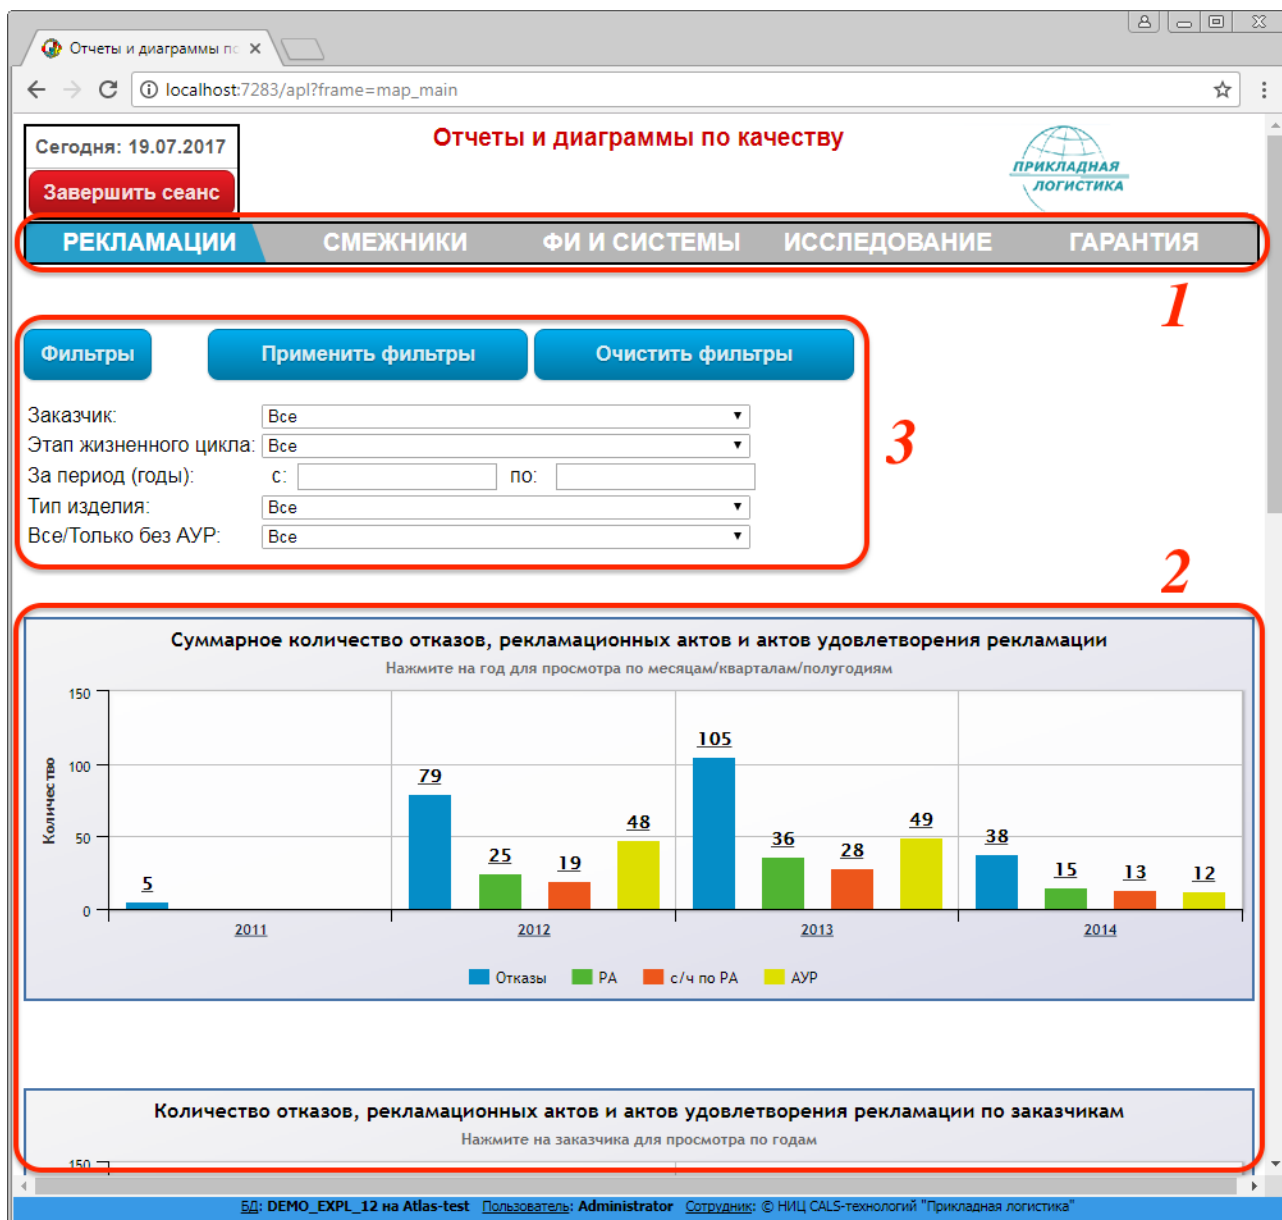 Отчеты и диаграммы по
localhost:7283/apl?frame=map_main
Сегодня: 19.07.2017
Завершить сеанс
Отчеты и диаграммы по качеству
ПРИКЛАДНАЯ
ЛОГИСТИКА
РЕКЛАМАЦИИ СМЕЖНИКИ ФИ И СИСТЕМЫ ИССЛЕДОВАНИЕ ГАРАНТИЯ
1
Фильтры Применить фильтры Очистить фильтры
Заказчик: Все
Этап жизненного цикла: Все
За период (годы): с: по:
Тип изделия: Все
Все/Только без АУР: Все
3
2
Суммарное количество отказов, рекламационных актов и актов удовлетворения рекламации
Нажмите на год для просмотра по месяцам/кварталам/полугодиям
Количество
150
100
50
0
5
79 25 19 48
105 36 28 49
38 15 13 12
2011 2012 2013 2014
Отказы РА с/ч по РА АУР
Количество отказов, рекламационных актов и актов удовлетворения рекламации по заказчикам
Нажмите на заказчика для просмотра по годам
150
БД: DEMO_EXPL_12 на Atlas-test Пользователь: Administrator Сотрудник: © НИЦ CALS-технологий "Прикладная логистика"